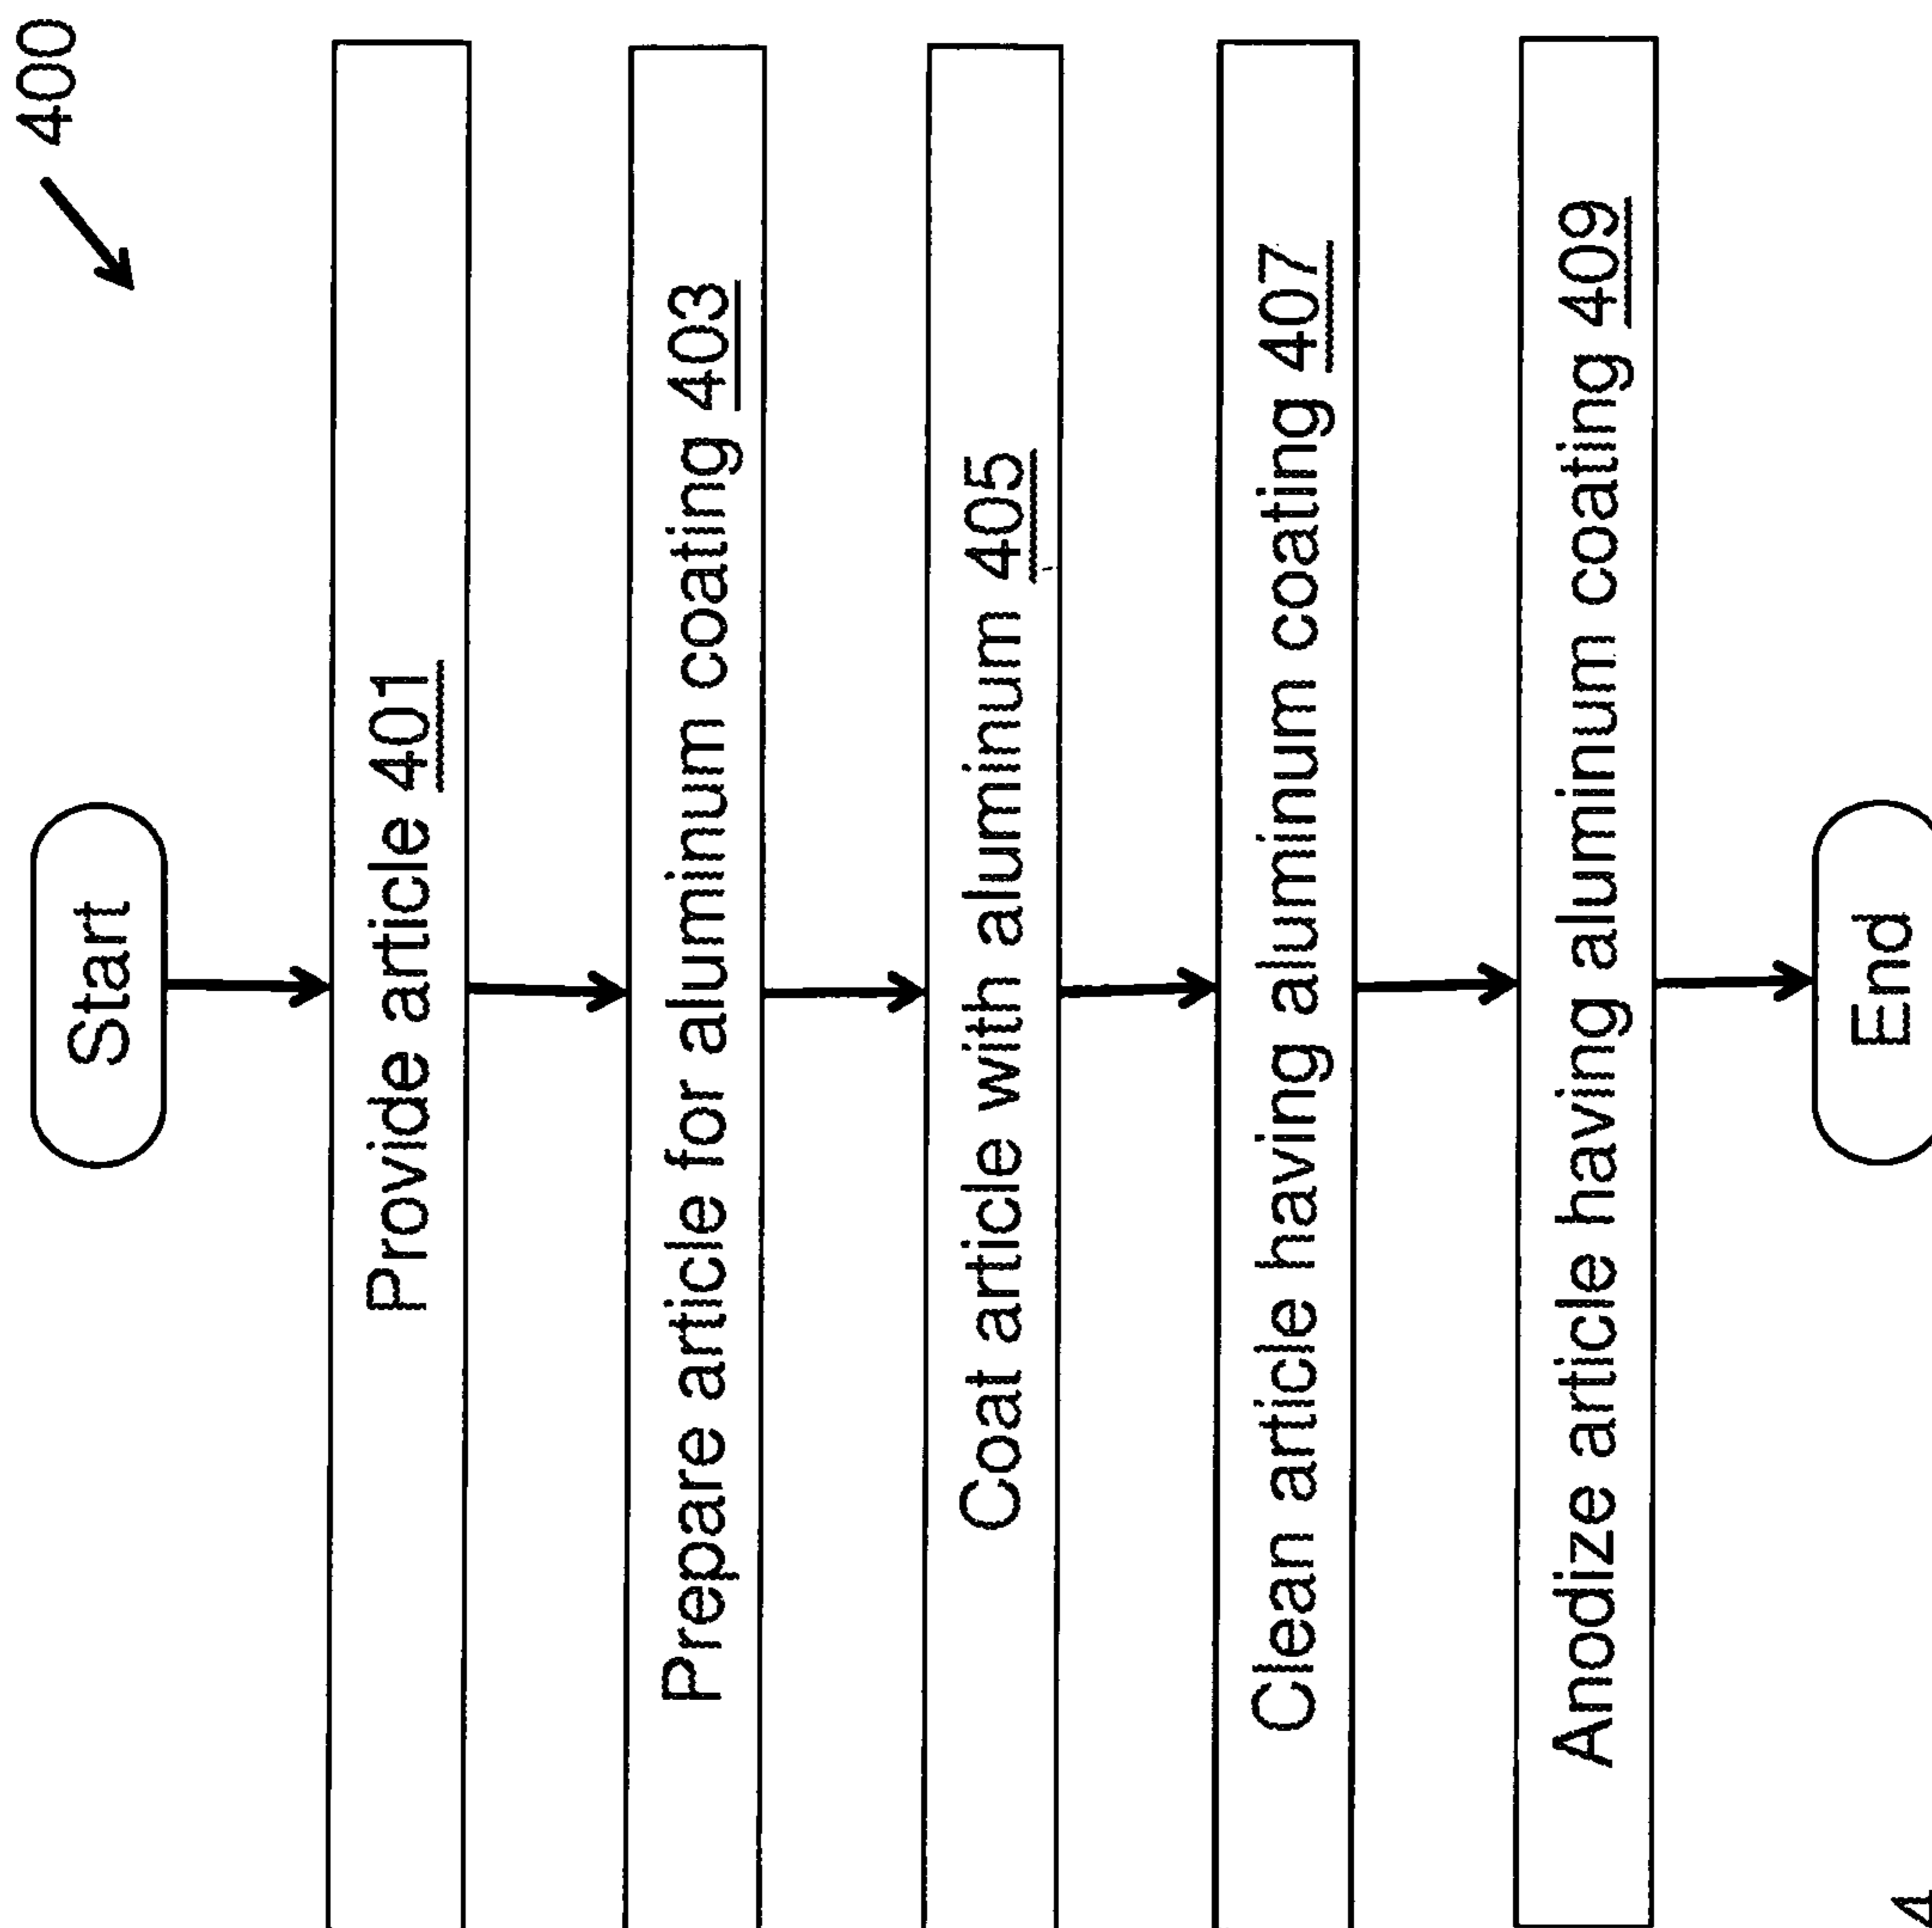 400
Start
Provide article 401
Prepare article for aluminum coating 403
Coat article with aluminum 405
Clean article having aluminum coating 407
Anodize article having aluminum coating 409
End
4